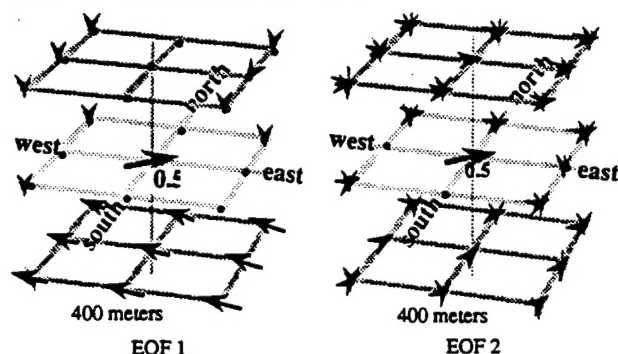 north north
west 0.5 east west 0.5 east
south south
400 meters 400 meters
EOF 1 EOF 2